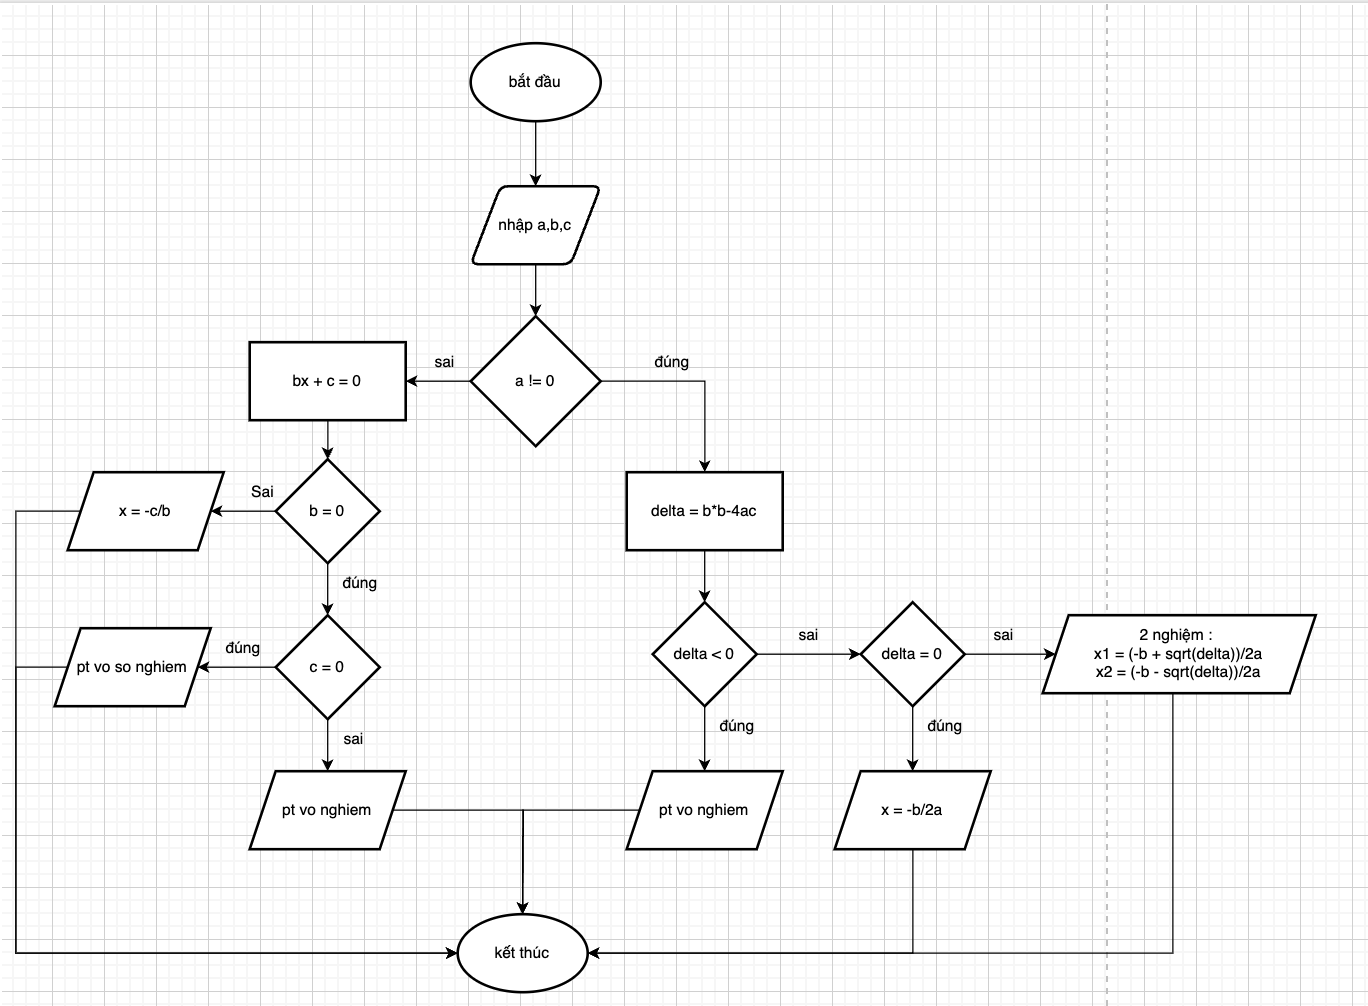 bắt đầu
nhập a,b,c
a != 0
sai
đúng
bx + c = 0
b = 0
Sai
x = -c/b
đúng
c = 0
đúng
pt vo so nghiem
sai
pt vo nghiem
delta = b*b-4ac
delta < 0
sai
delta = 0
sai
2 nghiệm :
x1 = (-b + sqrt(delta))/2a
x2 = (-b - sqrt(delta))/2a
đúng
pt vo nghiem
đúng
x = -b/2a
kết thúc